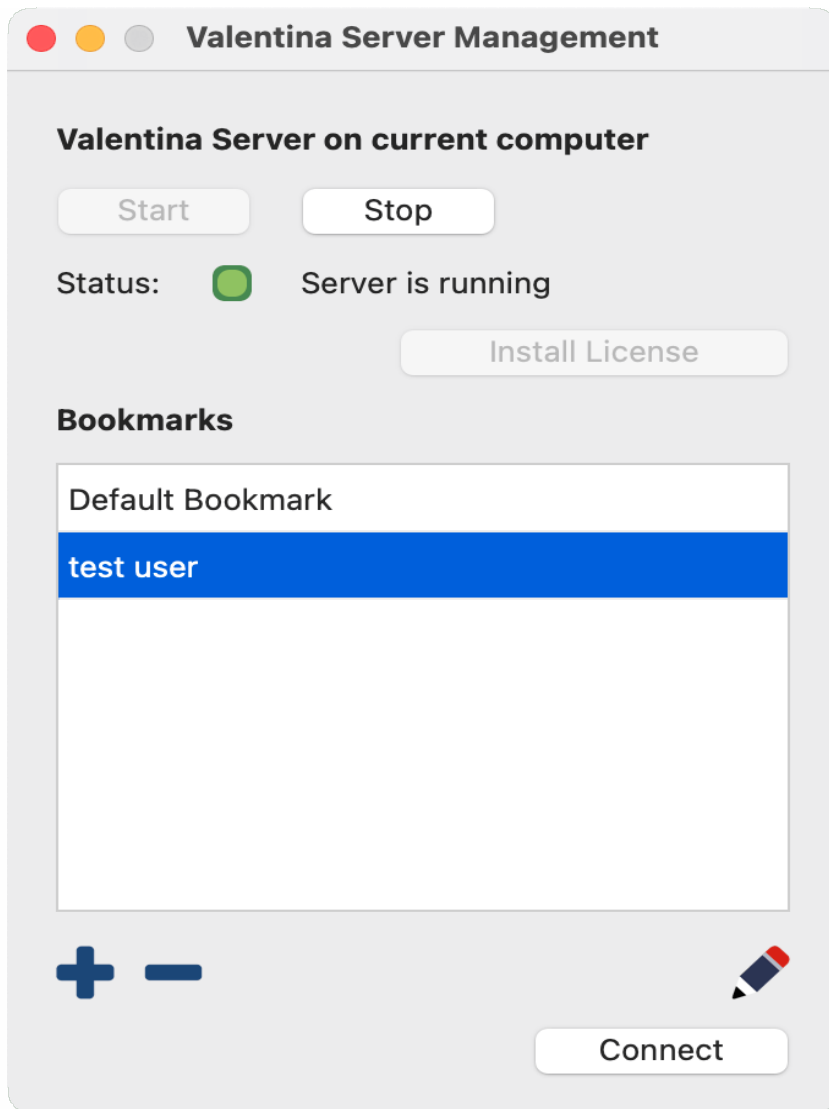 Valentina Server Management
Valentina Server on current computer
Start Stop
Status: Server is running
Install License
Bookmarks
Default Bookmark
test user
Connect